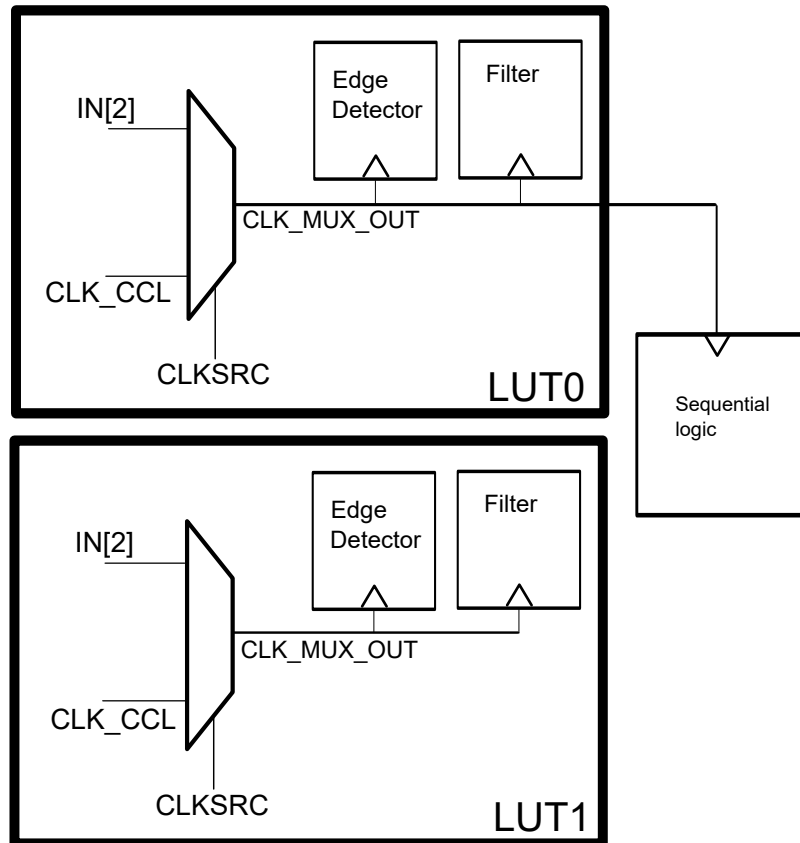 IN[2]
Edge
Detector
Filter
CLK_MUX_OUT
CLK_CCL
CLKSRC
LUT0
Sequential
logic
IN[2]
Edge
Detector
Filter
CLK_MUX_OUT
CLK_CCL
CLKSRC
LUT1